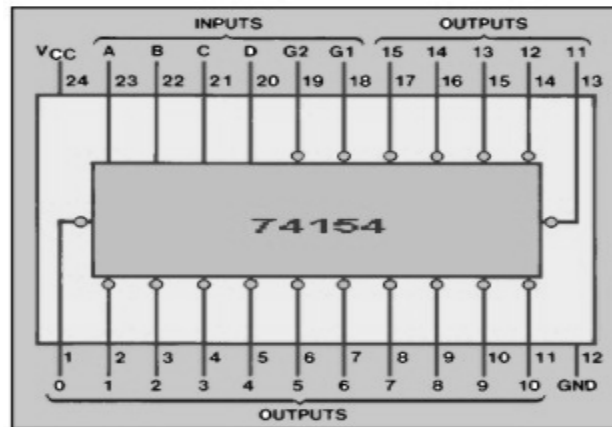 INPUTS OUTPUTS
VCC A B C D G2 G1 15 14 13 12 11
24 23 22 21 20 19 18 17 16 15 14 13
74154
1 2 3 4 5 6 7 8 9 10 11 12
0 1 2 3 4 5 6 7 8 9 10 GND
OUTPUTS